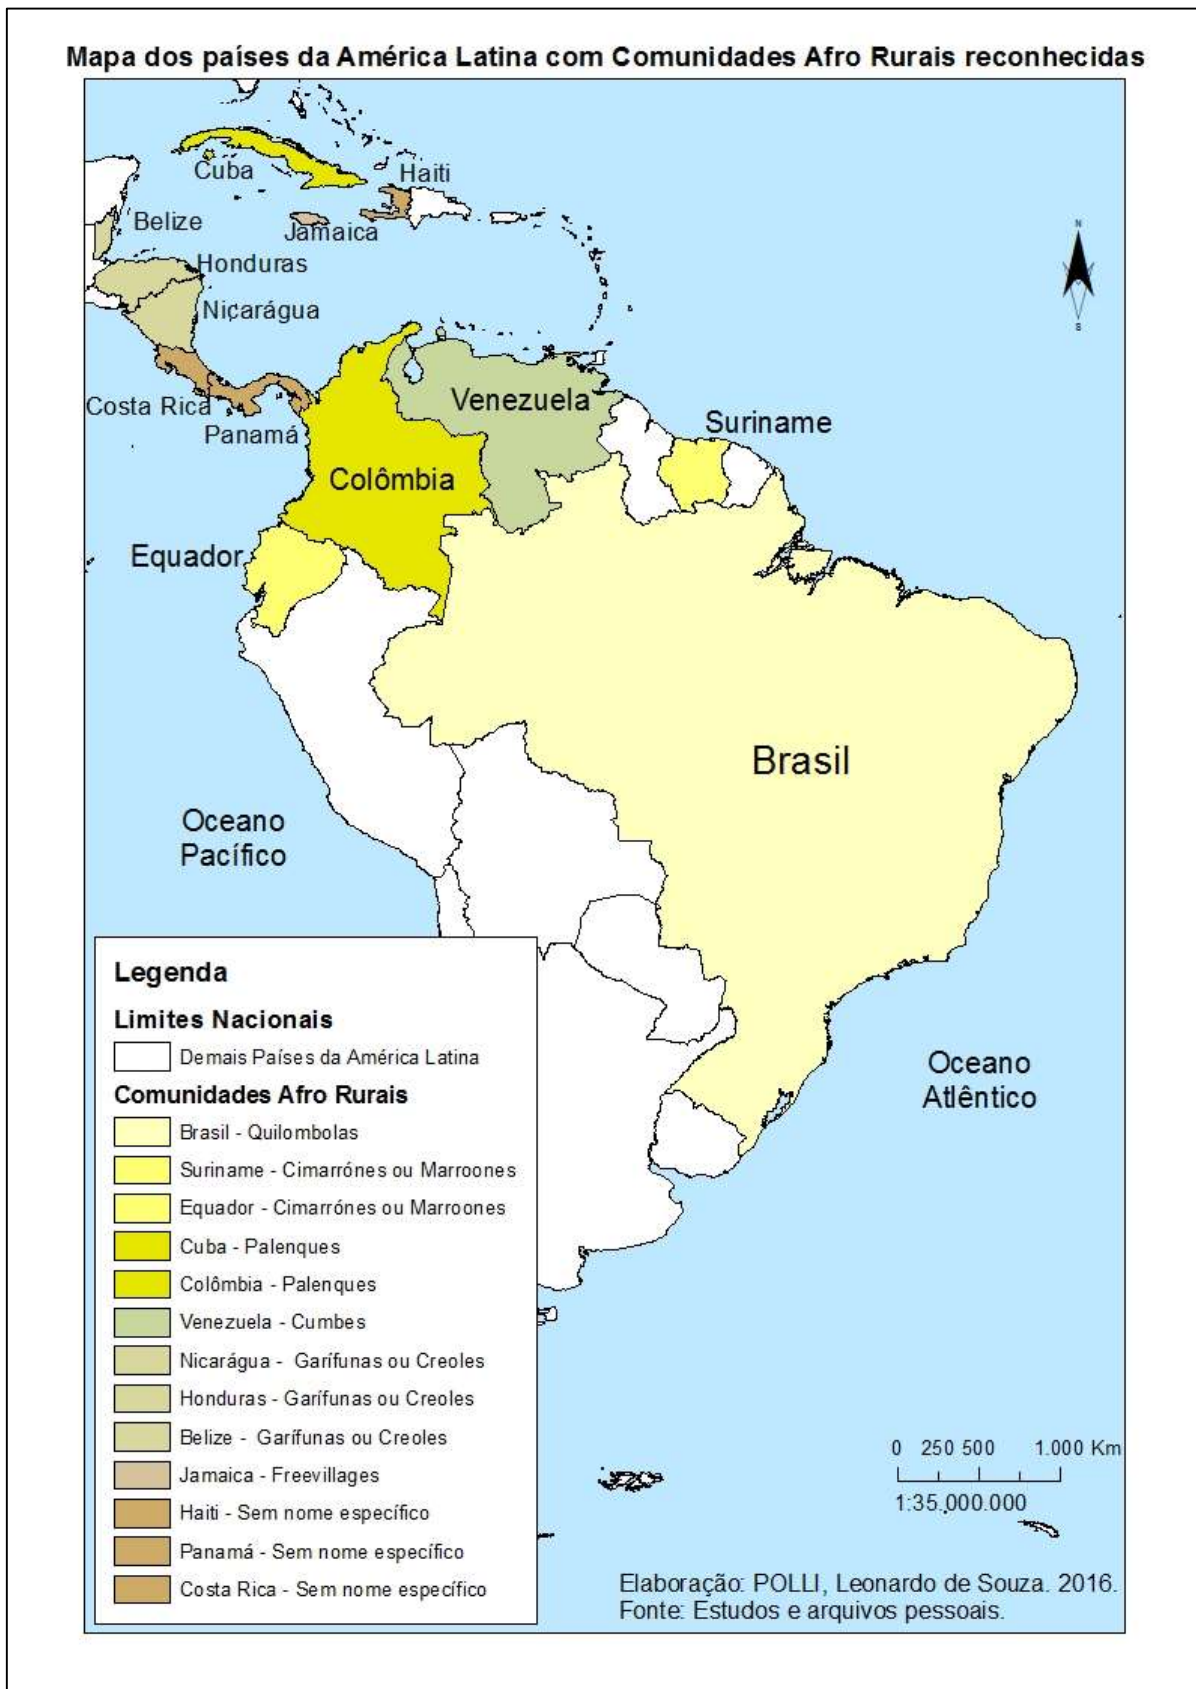 Mapa dos países da América Latina com Comunidades Afro Rurais reconhecidas
Cuba
Haiti
Jamaica
Belize
Honduras
Nicarágua
Costa Rica
Panamá
Venezuela
Suriname
Colômbia
Equador
Brasil
Oceano
Pacífico
Oceano
Atlêntico
N
S
Legenda
Limites Nacionais
Demais Países da América Latina
Comunidades Afro Rurais
Brasil - Quilombolas
Suriname - Cimarrónes ou Marroones
Equador - Cimarrónes ou Marroones
Cuba - Palenques
Colômbia - Palenques
Venezuela - Cumbes
Nicarágua - Garífunas ou Creoles
Honduras - Garífunas ou Creoles
Belize - Garífunas ou Creoles
Jamaica - Freevillages
Haiti - Sem nome específico
Panamá - Sem nome específico
Costa Rica - Sem nome específico
0 250 500 1.000 Km
1:35.000.000
Elaboração: POLLI, Leonardo de Souza. 2016.
Fonte: Estudos e arquivos pessoais.